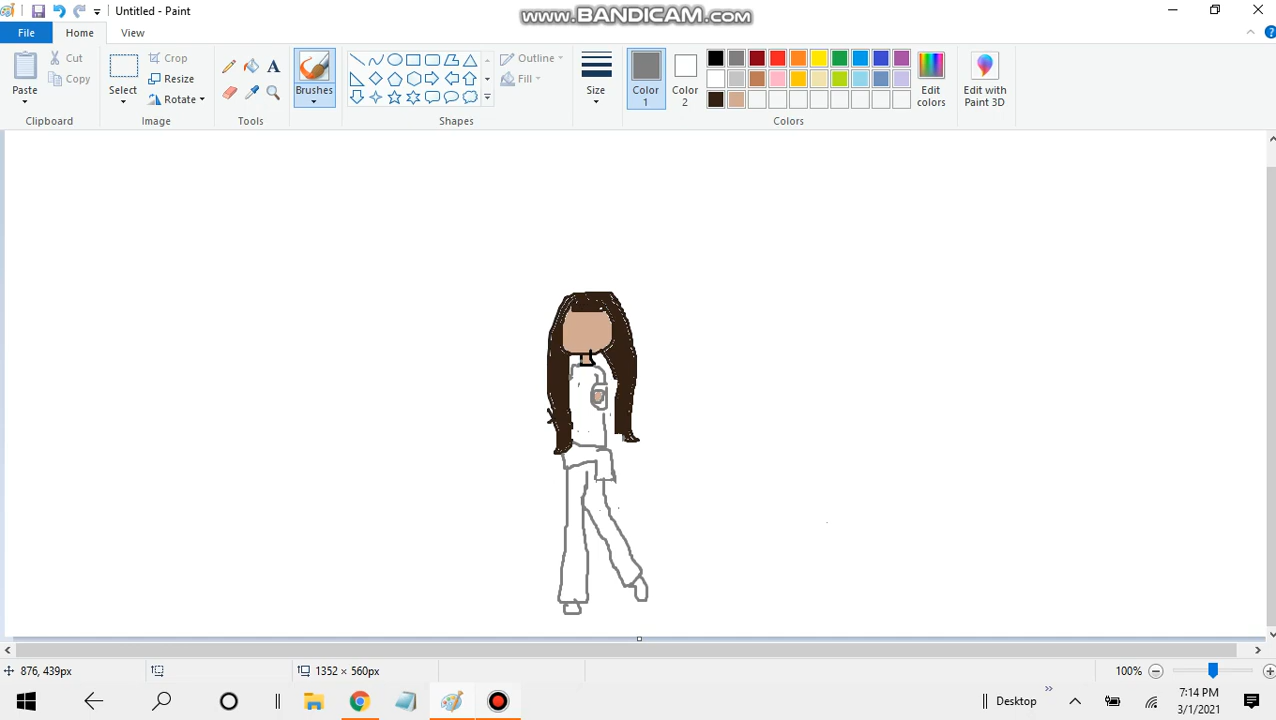 Untitled - Paint
www.BANDICAM.com
File Home View
Paste
Cut
Copy
Clipboard
Select
Crop
Resize
Rotate
Image
Tools
Brushes
Shapes
Outline
Fill
Size
Color 1
Color 2
Colors
Edit colors
Edit with Paint 3D
876, 439px
1352 × 560px
100%
Desktop
7:14 PM
3/1/2021